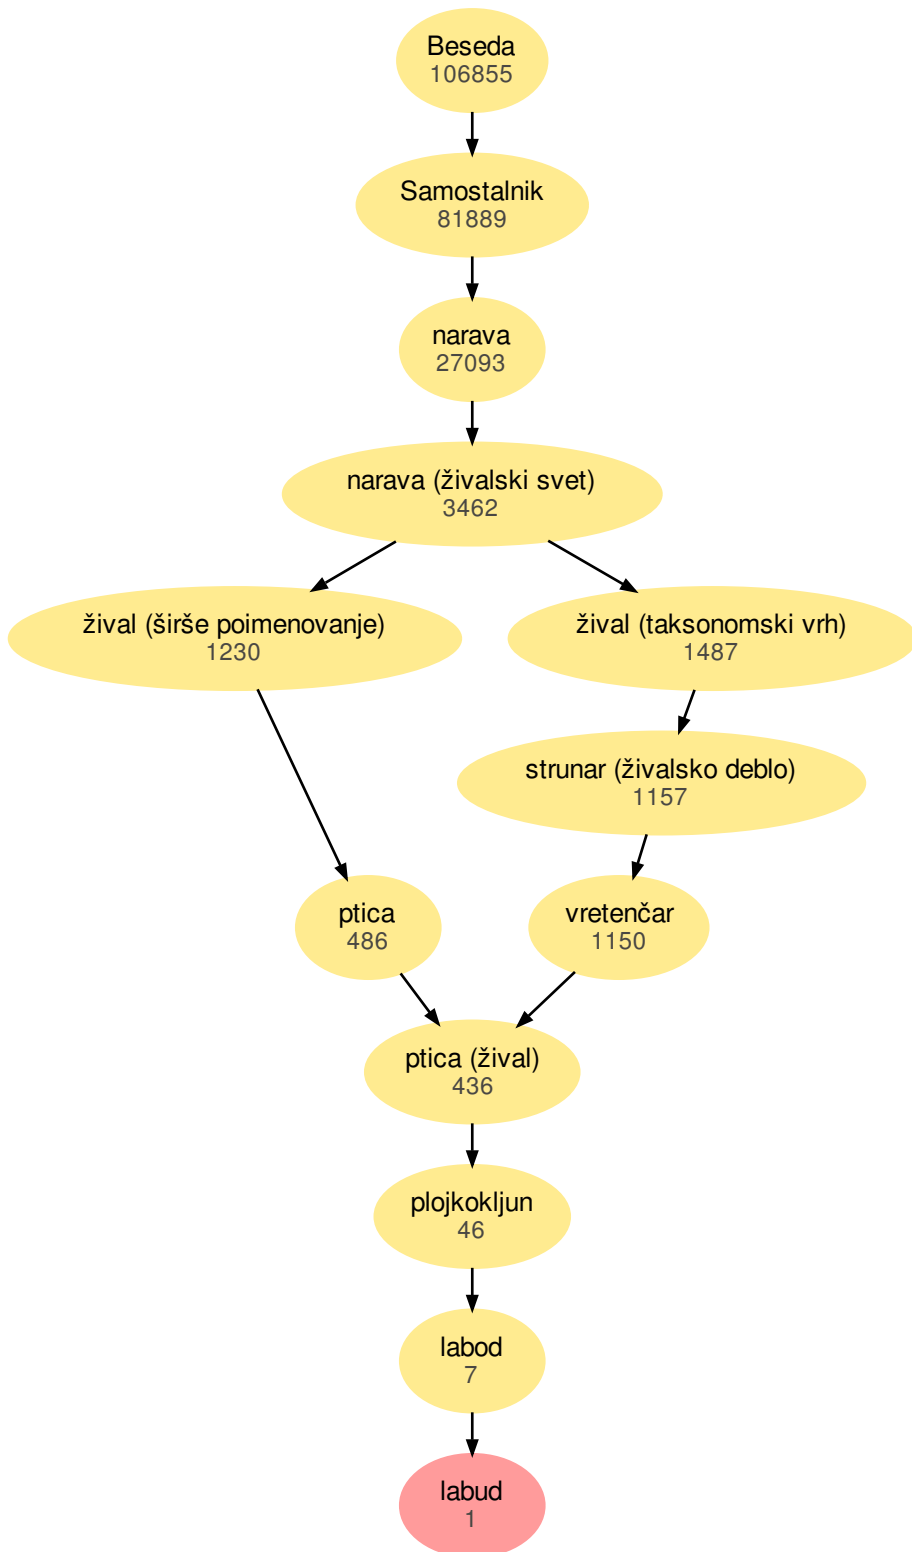 Beseda
106855
Samostalnik
81889
narava
27093
narava (živalski svet)
3462
žival (širše poimenovanje)
1230
žival (taksonomski vrh)
1487
strunar (živalsko deblo)
1157
ptica
486
vretenčar
1150
ptica (žival)
436
plojkokljun
46
labod
7
labud
1